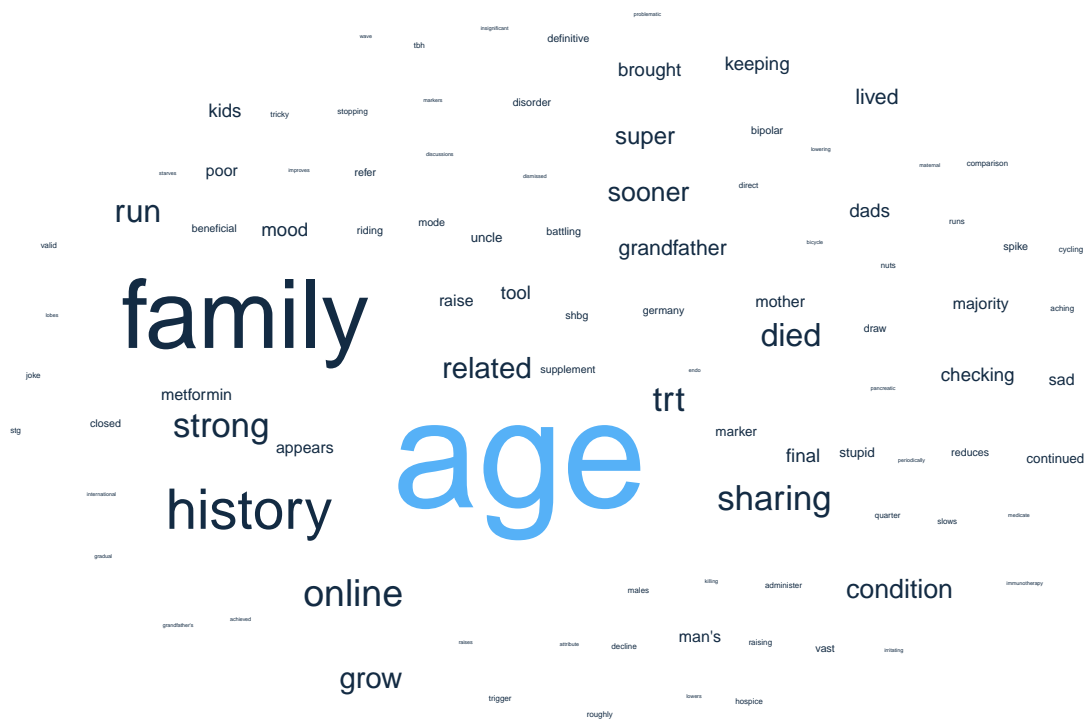 problematic
insignificant
wave
tbh
definitive
brought
keeping
lived
kids
tricky
stopping
markers
disorder
super
bipolar
lowering
starves
poor
improves
refer
discussions
dismissed
sooner
direct
maternal
comparison
run
beneficial
mood
riding
mode
uncle
battling
grandfather
bicycle
dads
runs
valid
nuts
spike
cycling
tobes
family
raise
tool
shbg
germany
mother
died
draw
majority
aching
joke
metformin
related
supplement
endo
trt
pancreatic
checking
sad
stg
closed
strong
appears
age
marker
final
stupid
periodically
reduces
continued
international
history
sharing
quarter
slows
medicate
gradual
online
males
killing
administer
condition
immunotherapy
grandfather's
achieved
raises
attribute
decline
man's
raising
vast
irritating
grow
trigger
roughly
lowers
hospice